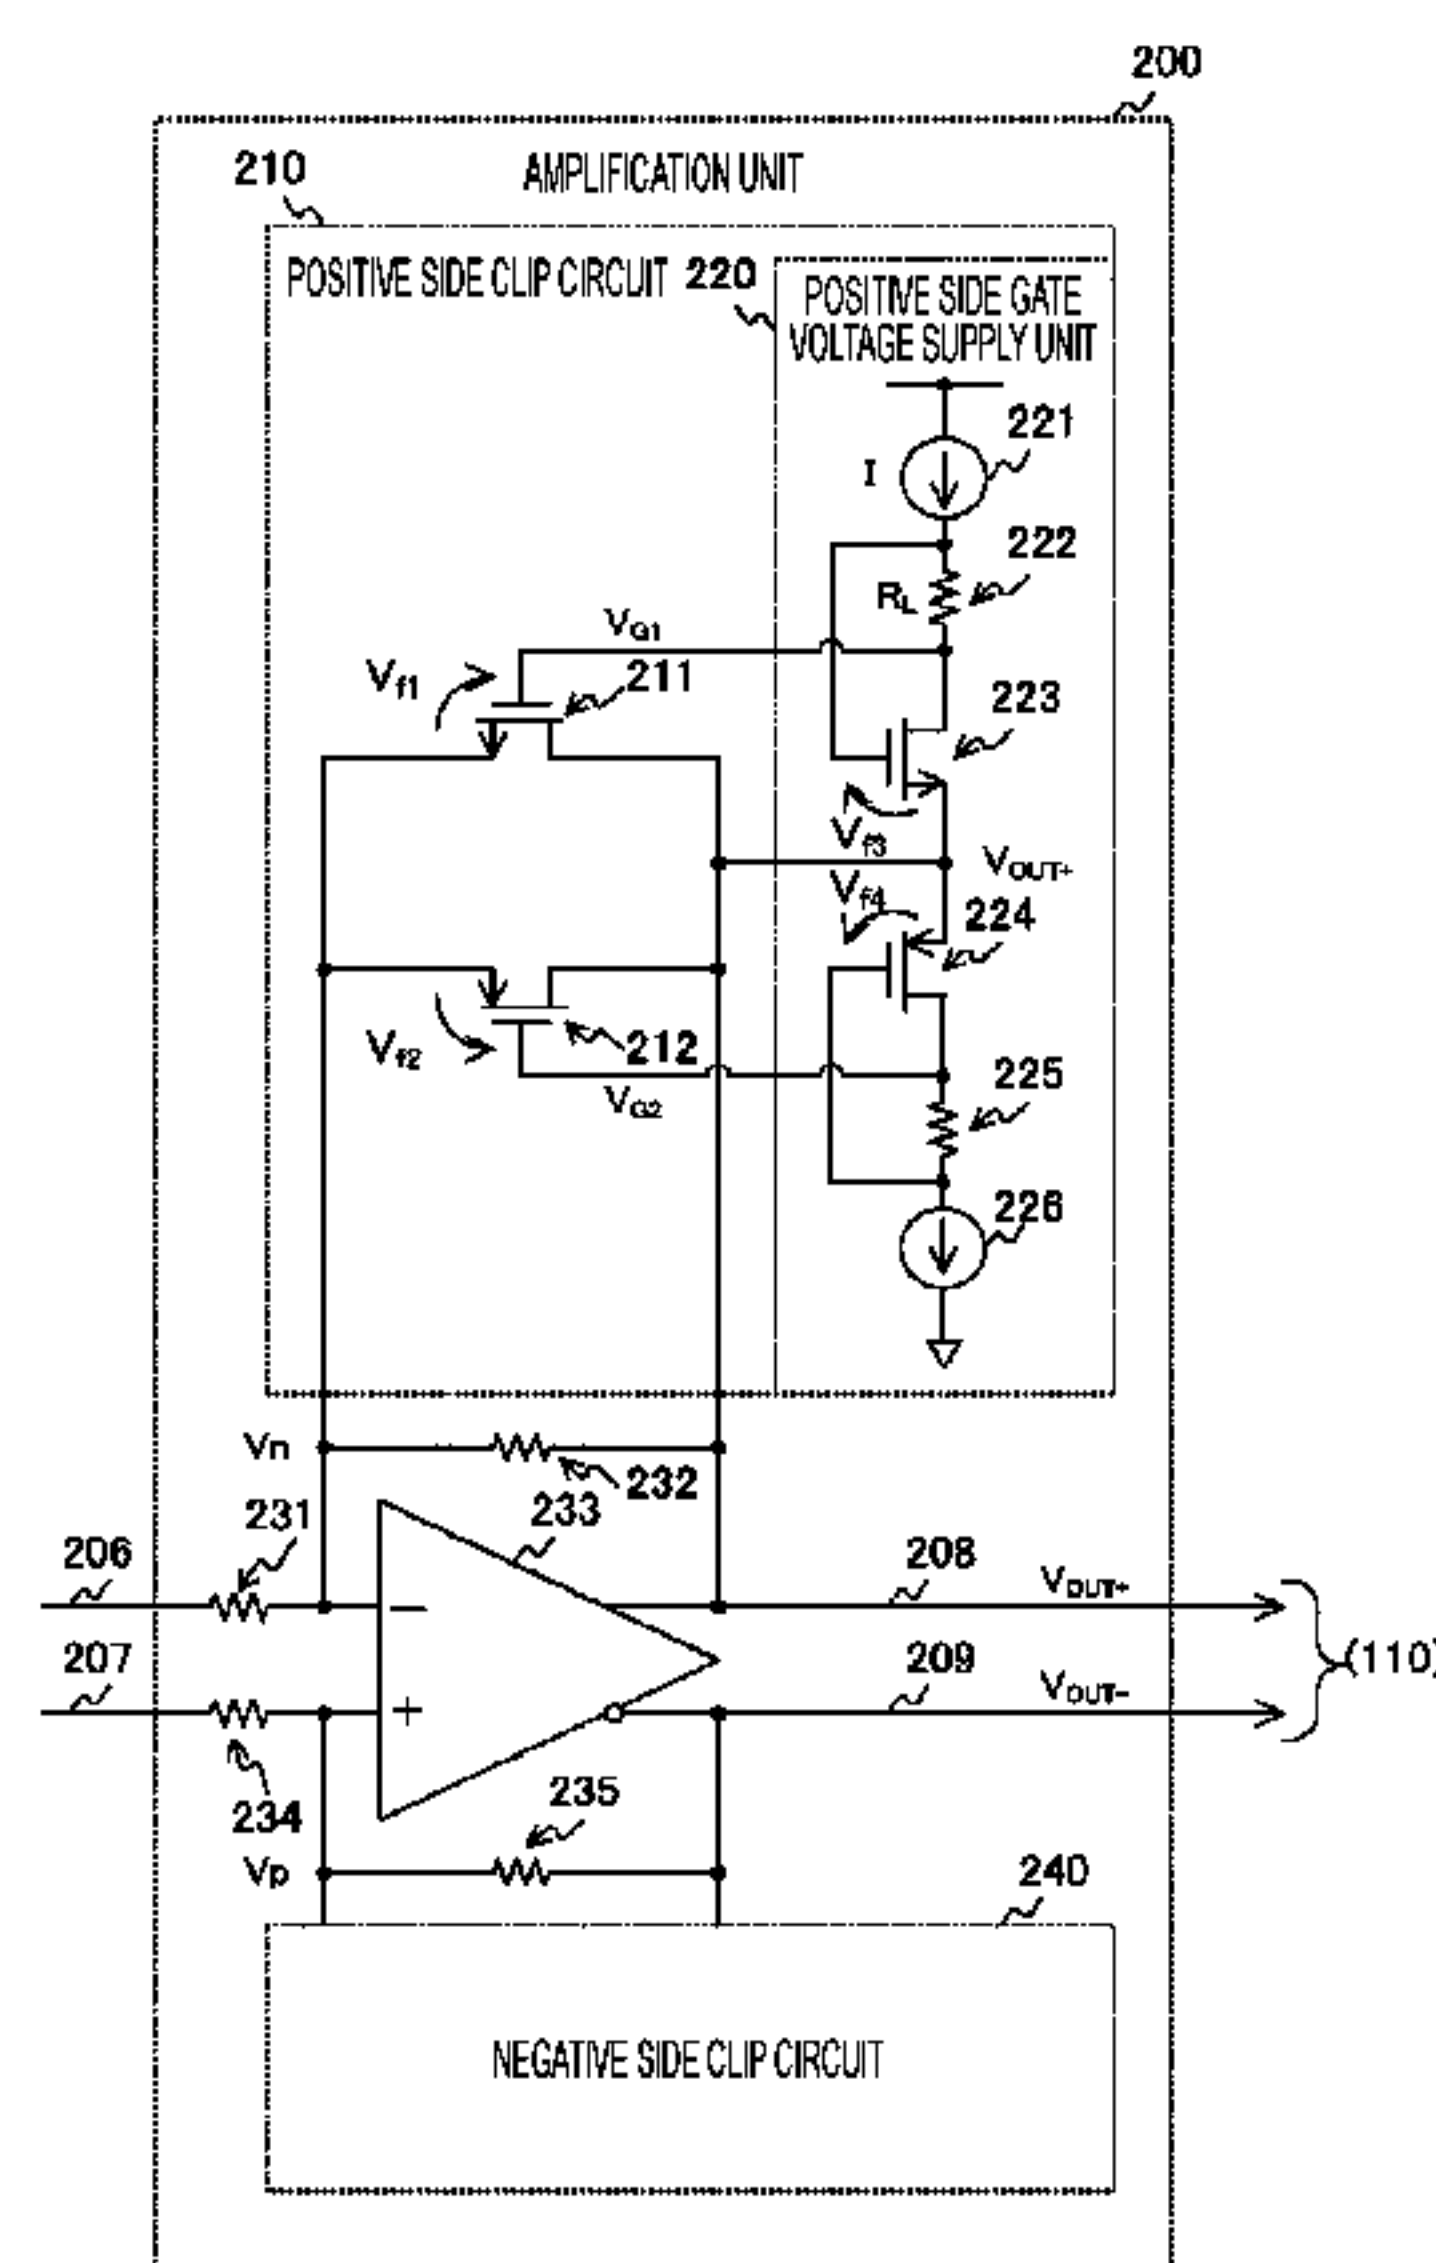 200
AMPLIFICATION UNIT
210
POSITIVE SIDE CLIP CIRCUIT
220
POSITIVE SIDE GATE
VOLTAGE SUPPLY UNIT
221
I
222
RL
VG1
Vf1
211
223
Vf3
VOUT+
Vf4
224
Vf2
212
VG2
225
226
Vn
232
231
233
206
208
VOUT+
207
209
VOUT-
(110)
+
234
235
Vp
240
NEGATIVE SIDE CLIP CIRCUIT